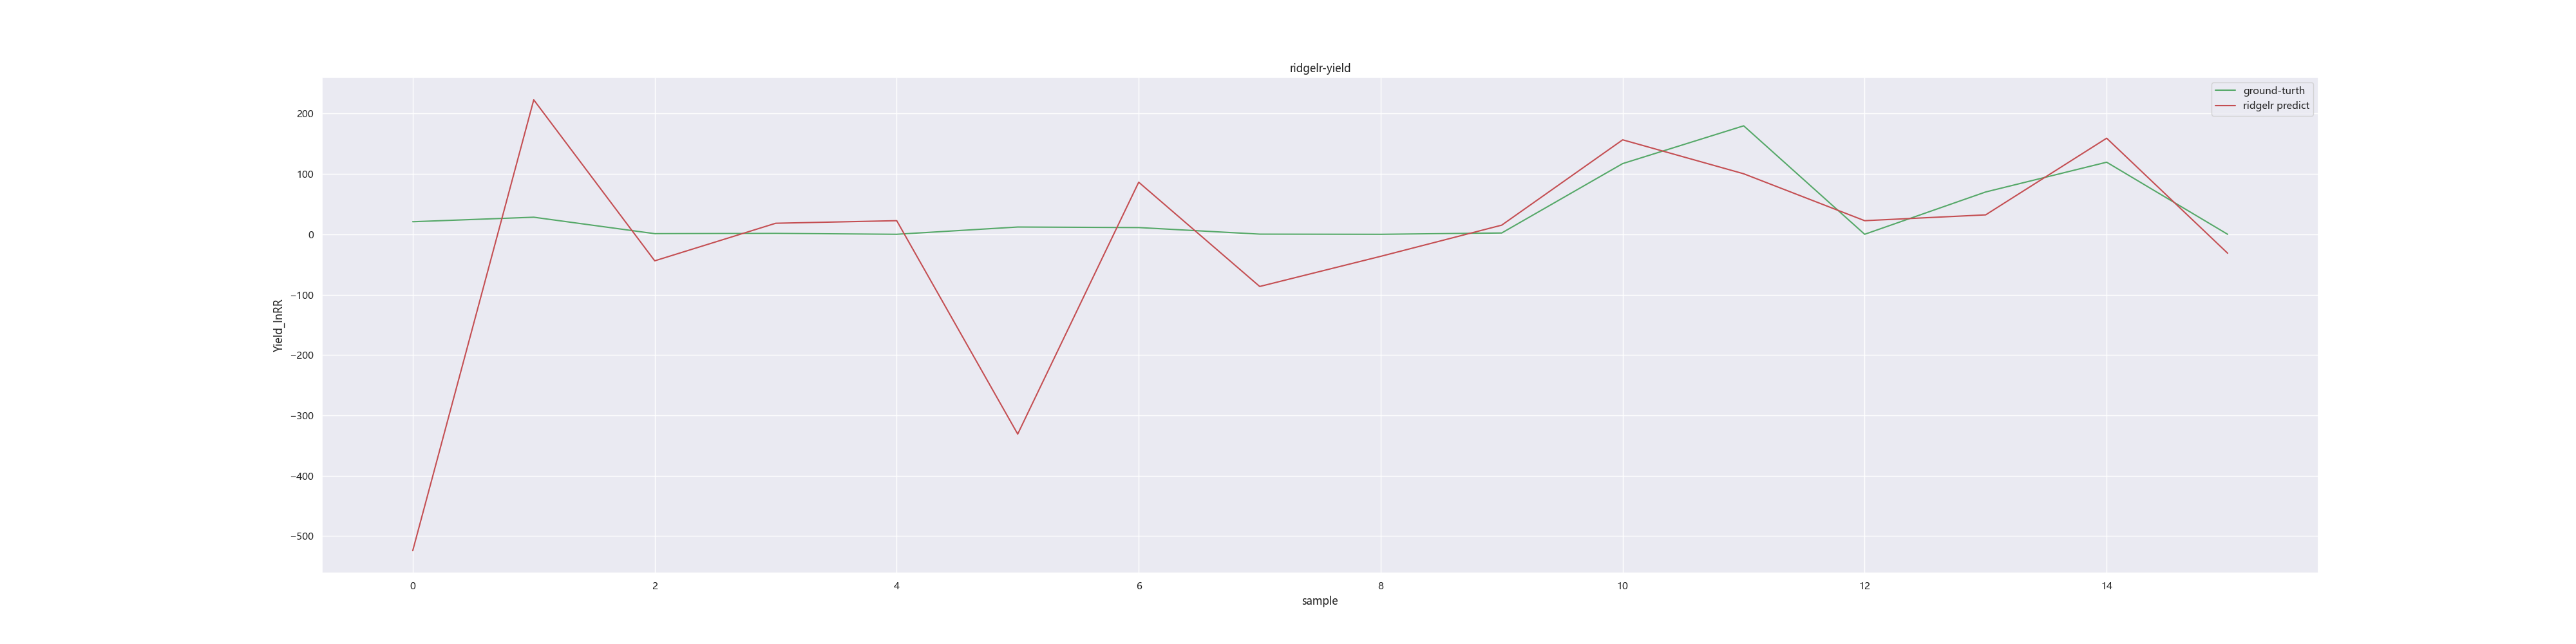 ridgelr-yield
ground-turth
ridgelr predict
200
100
0
−100
−200
−300
−400
−500
Yield_lnRR
0 2 4 6 8 10 12 14
sample